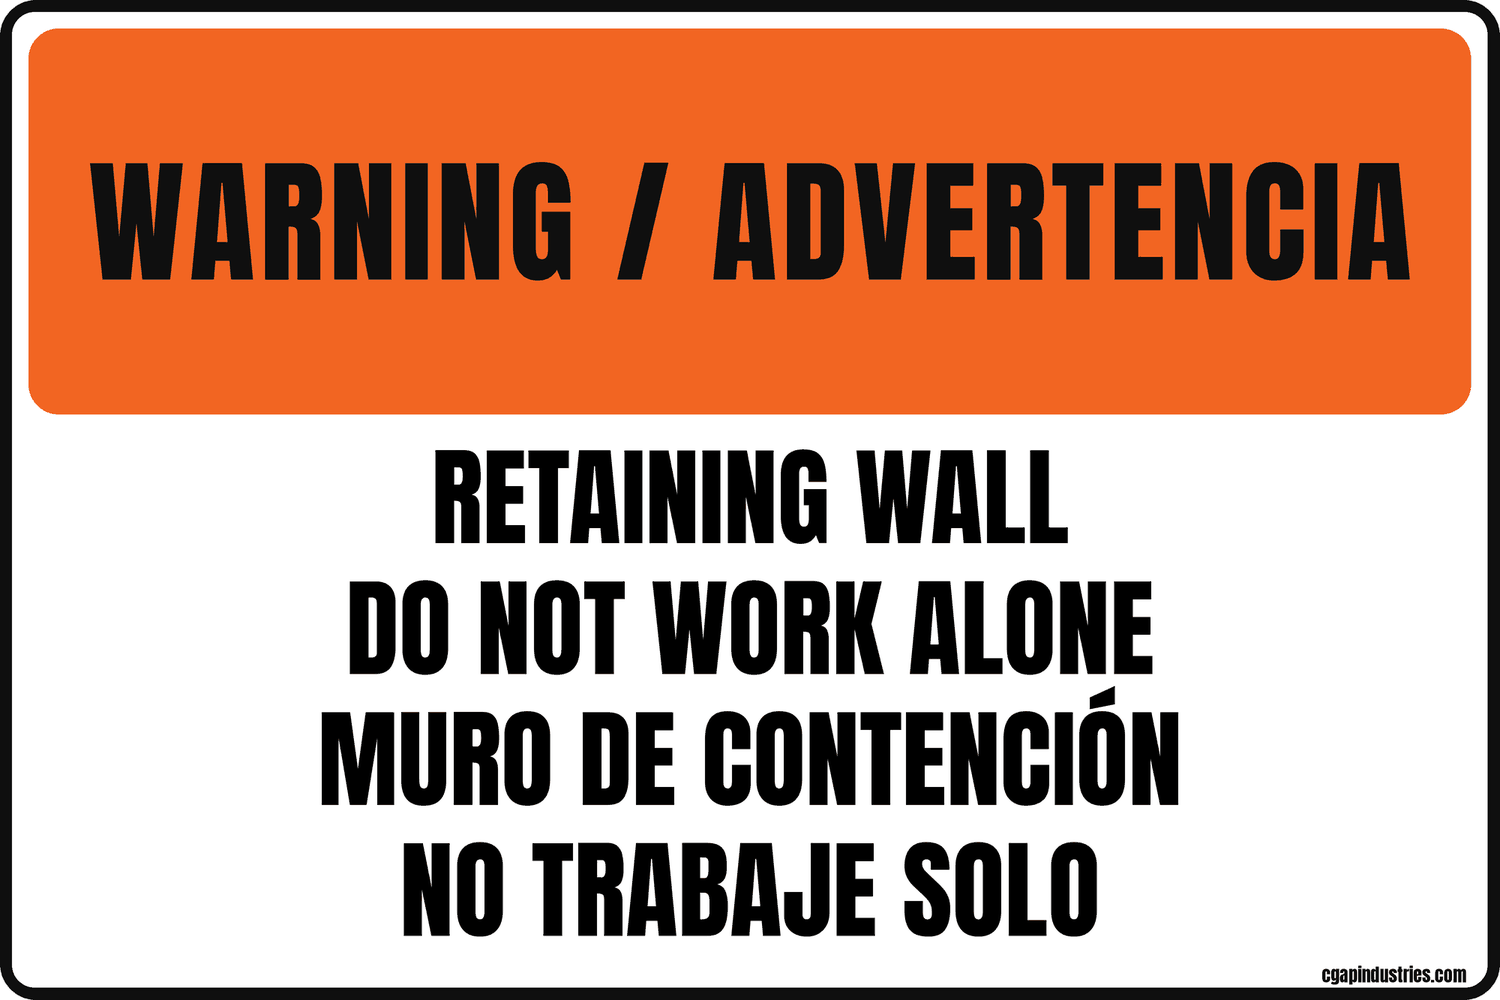 WARNING / ADVERTENCIA
RETAINING WALL
DO NOT WORK ALONE
MURO DE CONTENCIÓN
NO TRABAJE SOLO
cgapindustries.com